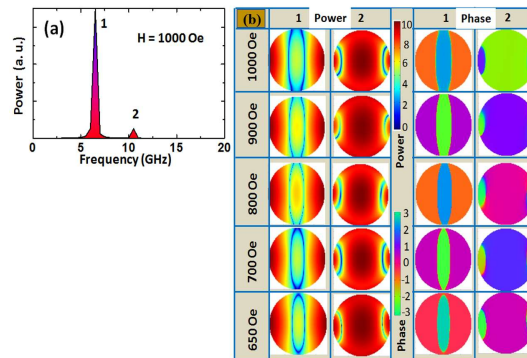 (a)
1
H = 1000 Oe
2
Power (a. u.)
0 5 10 15 20
Frequency (GHz)
(b) 1 Power 2 1 Phase 2
1000 Oe
900 Oe
800 Oe
700 Oe
650 Oe
10
8
6
4
2
0
Power
3
2
1
0
-1
-2
-3
Phase